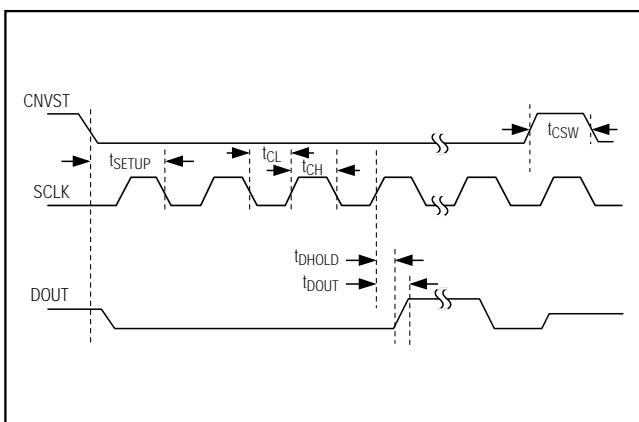 CNVST
tCSW
tSETUP
tCL
tCH
SCLK
tDHOLD
tDOUT
DOUT